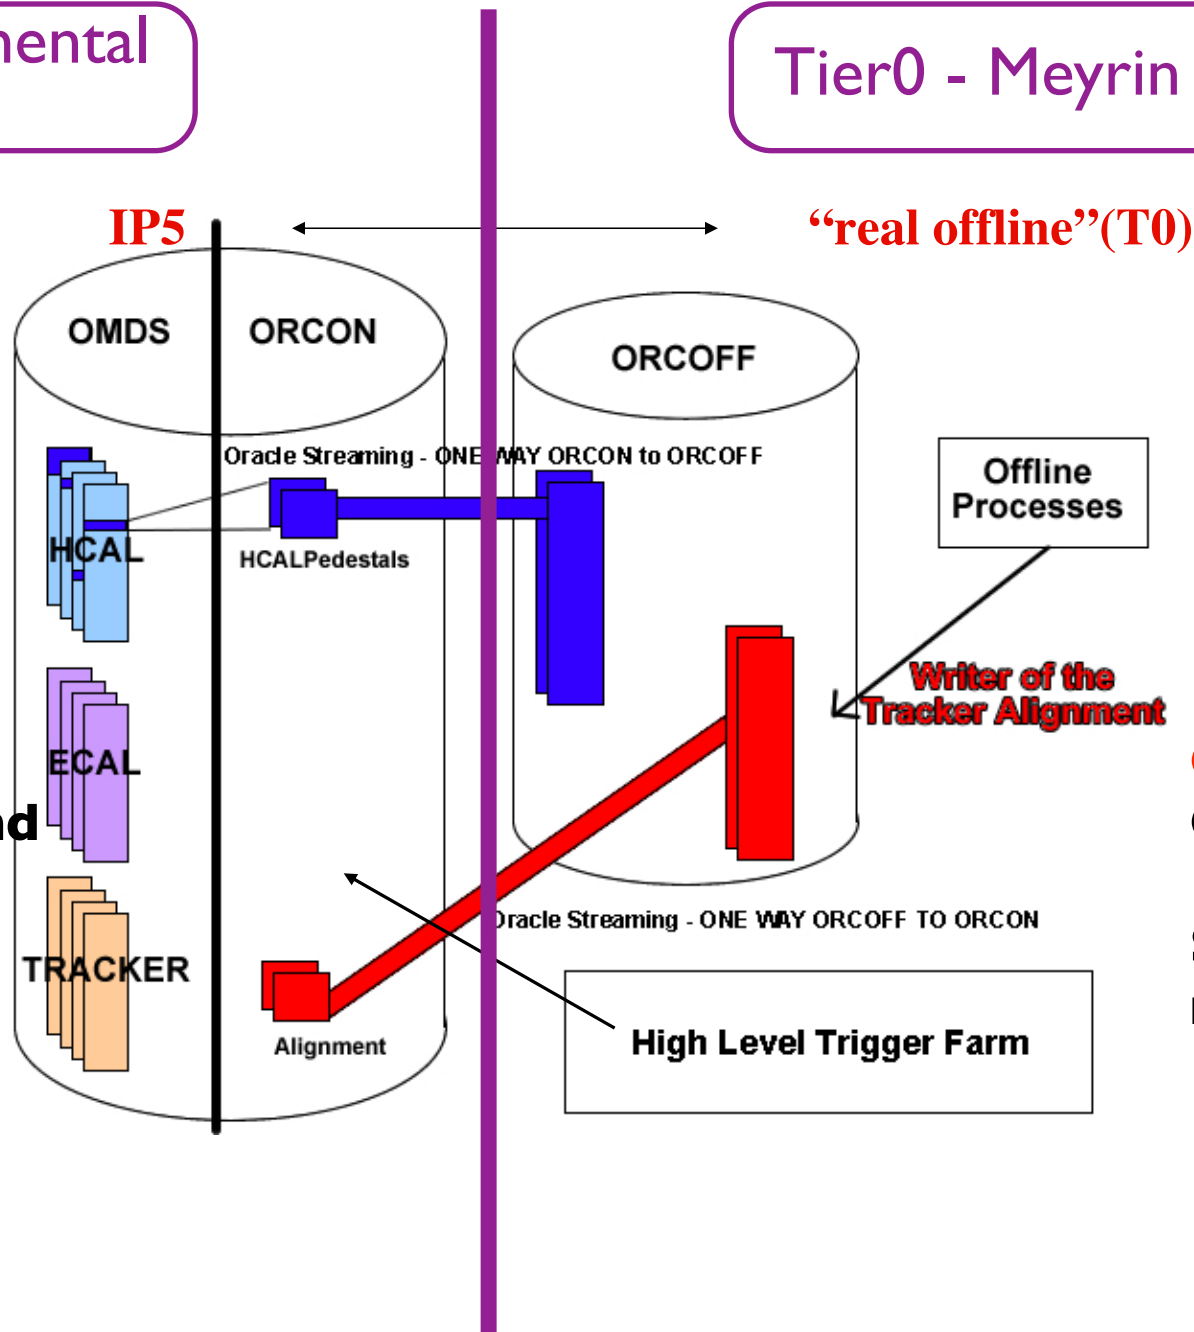 Tier0 - Meyrin
IP5
“real offline”(T0)
OMDS
ORCON
ORCOFF
Oracle Streaming - ONE WAY ORCON to ORCOFF
Offline
Processes
HCAL
HCALPedestals
Writer of the
Tracker Alignment
ECAL
TRACKER
Oracle Streaming - ONE WAY ORCOFF TO ORCON
Alignment
High Level Trigger Farm